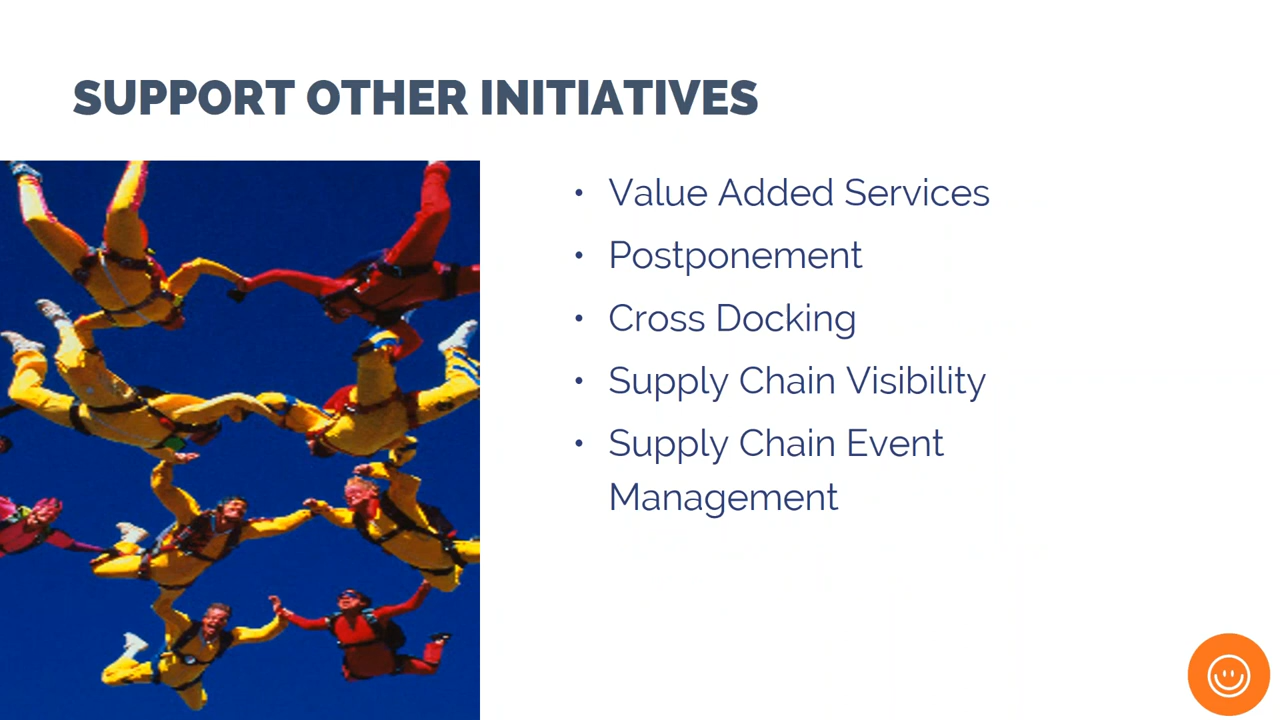 SUPPORT OTHER INITIATIVES
• Value Added Services
• Postponement
• Cross Docking
• Supply Chain Visibility
• Supply Chain Event
Management